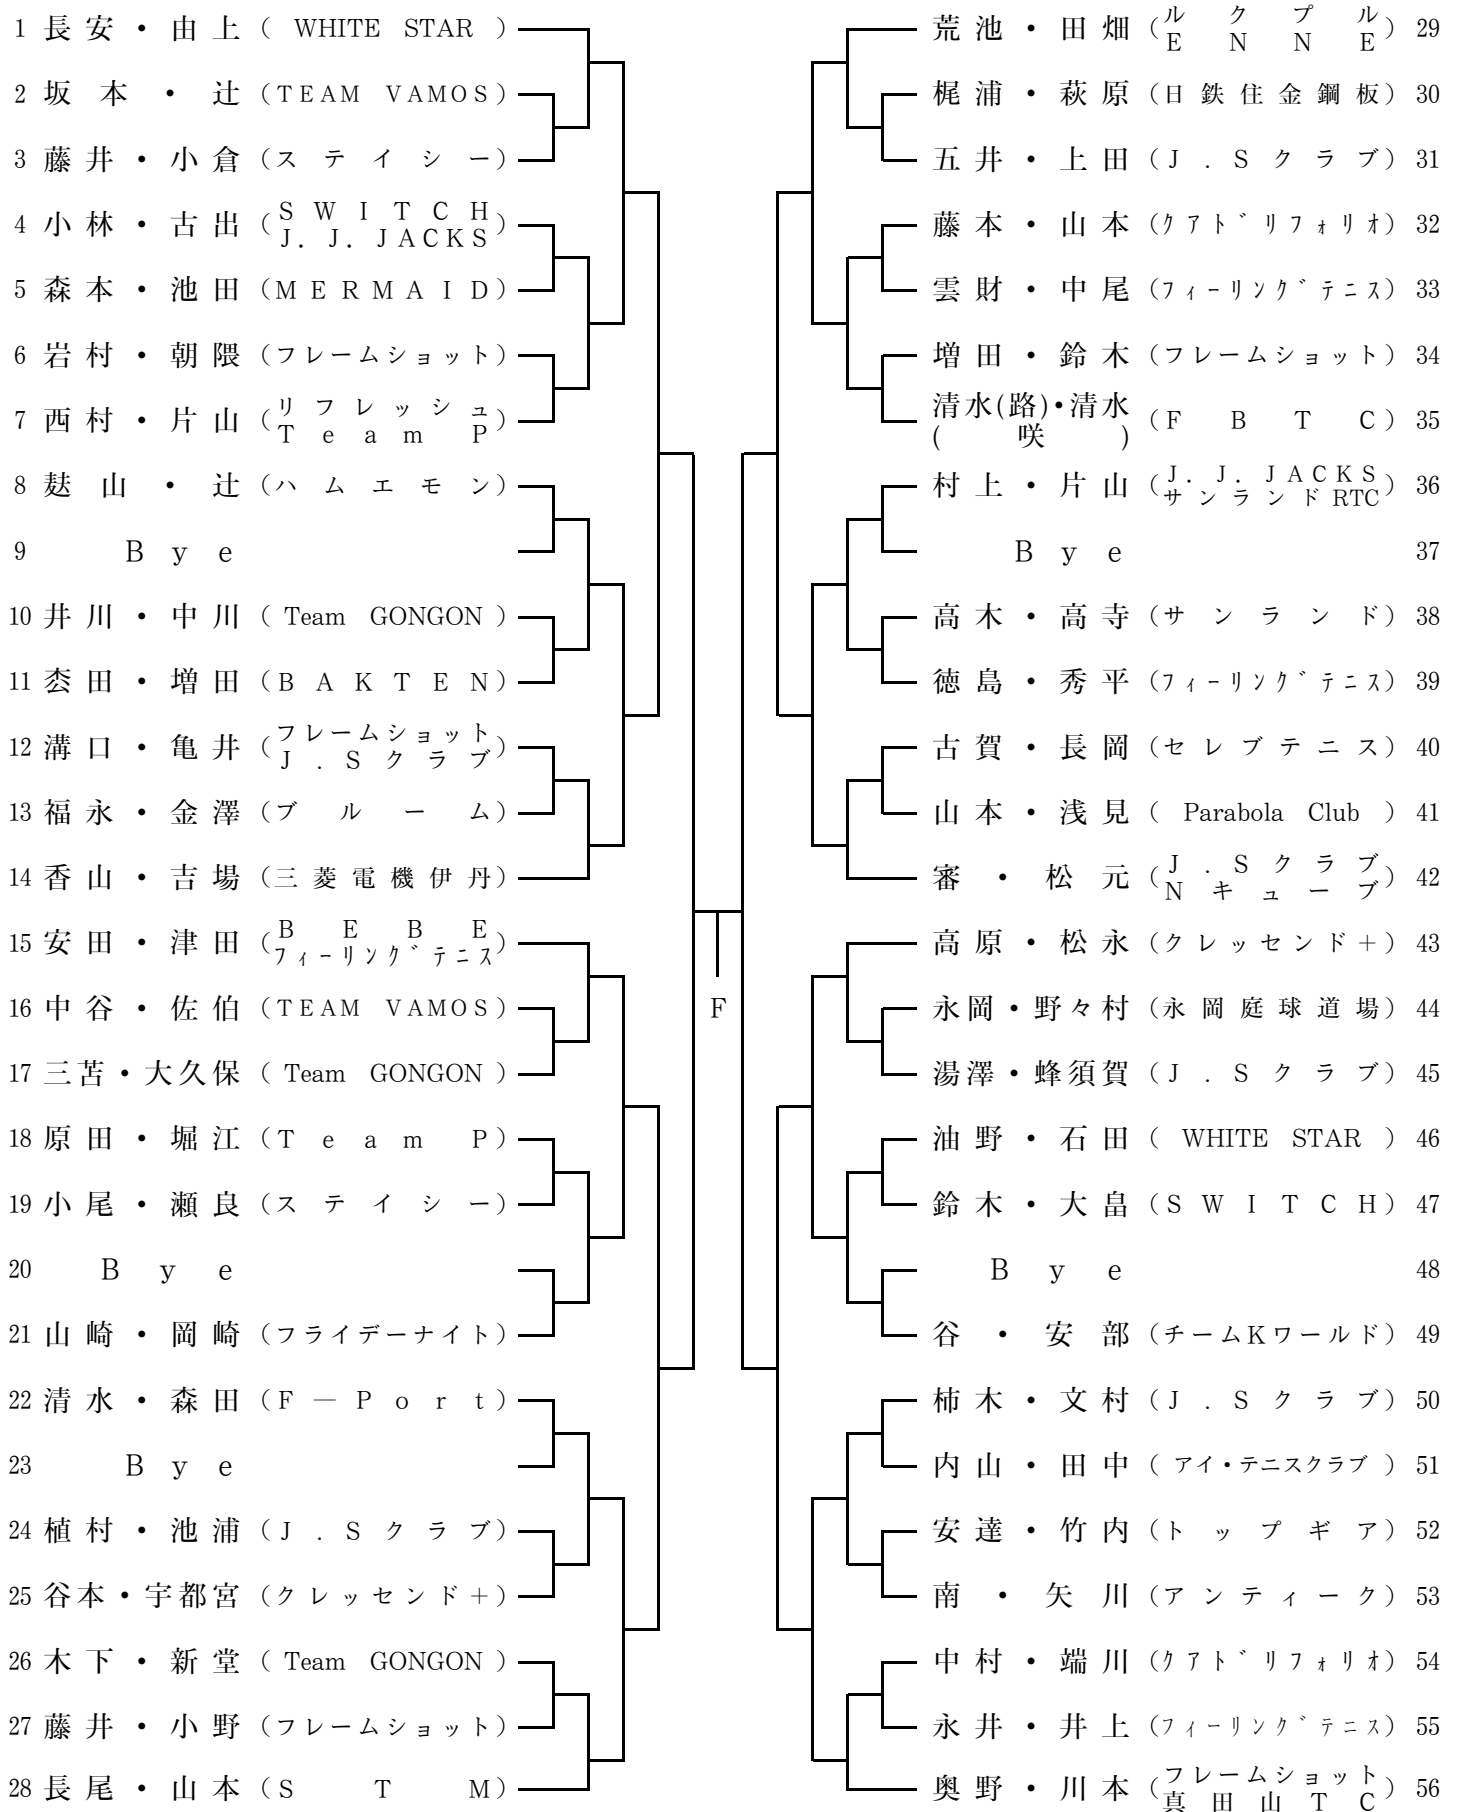 1 長安・由上 ( WHITE STAR )
2 坂本・辻 (TEAM VAMOS)
3 藤井・小倉 (ステイシー)
4 小林・古出 (SWITCH
J. J. JACKS)
5 森本・池田 (MERMAID)
6 岩村・朝隈 (フレームショット)
7 西村・片山 (リフレッシュ
Team P)
8 麸山・辻 (ハムエモン)
9 Bye
10 井川・中川 ( Team GONGON )
11 枩田・増田 (BAKTEN)
12 溝口・亀井 (フレームショット
J.Sクラブ)
13 福永・金澤 (ブルーム)
14 香山・吉場 (三菱電機伊丹)
15 安田・津田 (BEBE
フィーリングテニス)
16 中谷・佐伯 (TEAM VAMOS)
17 三苫・大久保 ( Team GONGON )
18 原田・堀江 (Team P)
19 小尾・瀬良 (ステイシー)
20 Bye
21 山崎・岡崎 (フライデーナイト)
22 清水・森田 (F―Port)
23 Bye
24 植村・池浦 (J.Sクラブ)
25 谷本・宇都宮 (クレッセンド+)
26 木下・新堂 ( Team GONGON )
27 藤井・小野 (フレームショット)
28 長尾・山本 (STM)
F
荒池・田畑 (ルクプル
ENNE) 29
梶浦・萩原 (日鉄住金鋼板) 30
五井・上田 (J.Sクラブ) 31
藤本・山本 (クアドリフォリオ) 32
雲財・中尾 (フィーリングテニス) 33
増田・鈴木 (フレームショット) 34
清水(路)・清水
(咲) (FBTC) 35
村上・片山 (J. J. JACKS
サンランドRTC) 36
Bye 37
高木・高寺 (サンランド) 38
徳島・秀平 (フィーリングテニス) 39
古賀・長岡 (セレブテニス) 40
山本・浅見 ( Parabola Club ) 41
審・松元 (J.Sクラブ
Nキューブ) 42
高原・松永 (クレッセンド+) 43
永岡・野々村 (永岡庭球道場) 44
湯澤・蜂須賀 (J.Sクラブ) 45
油野・石田 ( WHITE STAR ) 46
鈴木・大畠 (SWITCH) 47
Bye 48
谷・安部 (チームKワールド) 49
柿木・文村 (J.Sクラブ) 50
内山・田中 ( アイ・テニスクラブ ) 51
安達・竹内 (トップギア) 52
南・矢川 (アンティーク) 53
中村・端川 (クアドリフォリオ) 54
永井・井上 (フィーリングテニス) 55
奥野・川本 (フレームショット
真田山TC) 56